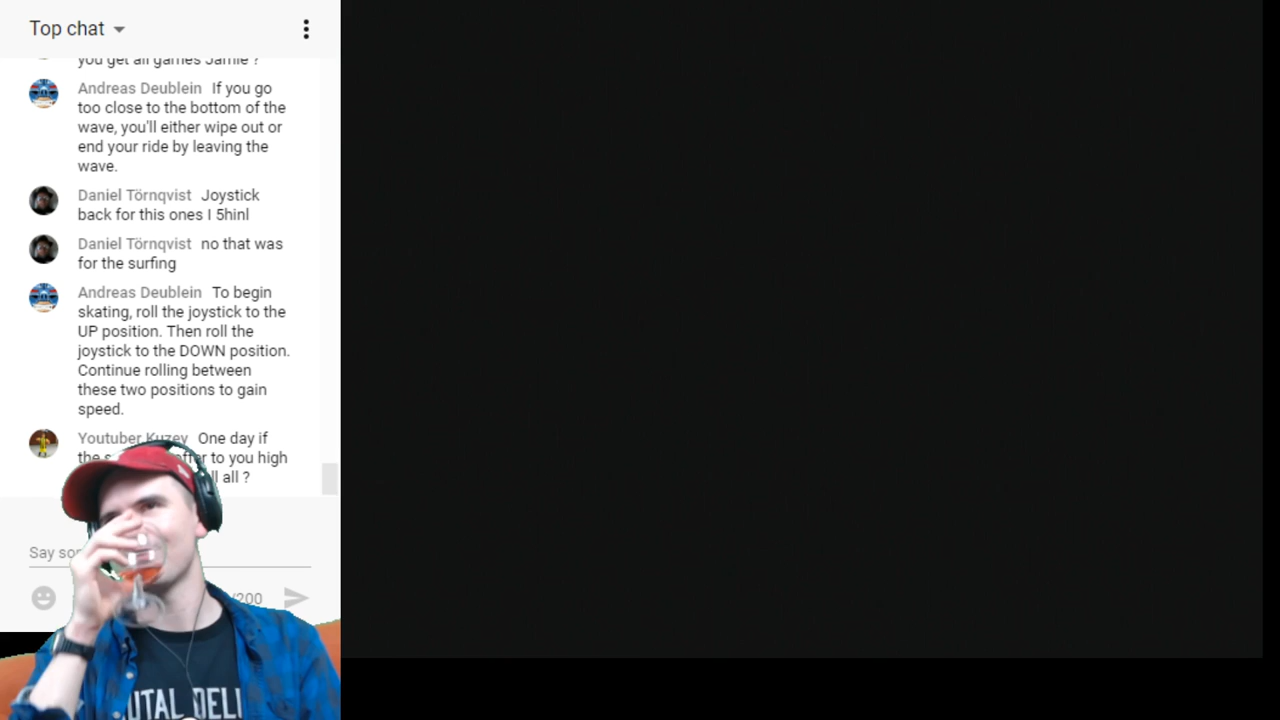 Top chat
you get all games Jamie ?
Andreas Deublein If you go
too close to the bottom of the
wave, you'll either wipe out or
end your ride by leaving the
wave.
Daniel Törnqvist Joystick
back for this ones I 5hinl
Daniel Törnqvist no that was
for the surfing
Andreas Deublein To begin
skating, roll the joystick to the
UP position. Then roll the
joystick to the DOWN position.
Continue rolling between
these two positions to gain
speed.
Youtuber Kuzey One day if
the to you high
all ?
Say
/200